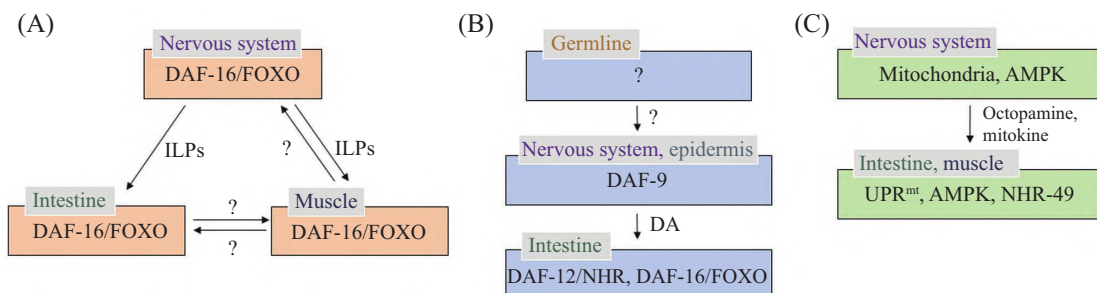 (A)
Nervous system
DAF-16/FOXO
ILPs
?
ILPs
Intestine
DAF-16/FOXO
?
?
Muscle
DAF-16/FOXO
(B)
Germline
?
?
Nervous system, epidermis
DAF-9
DA
Intestine
DAF-12/NHR, DAF-16/FOXO
(C)
Nervous system
Mitochondria, AMPK
Octopamine,
mitokine
Intestine, muscle
UPRᵐᵗ, AMPK, NHR-49